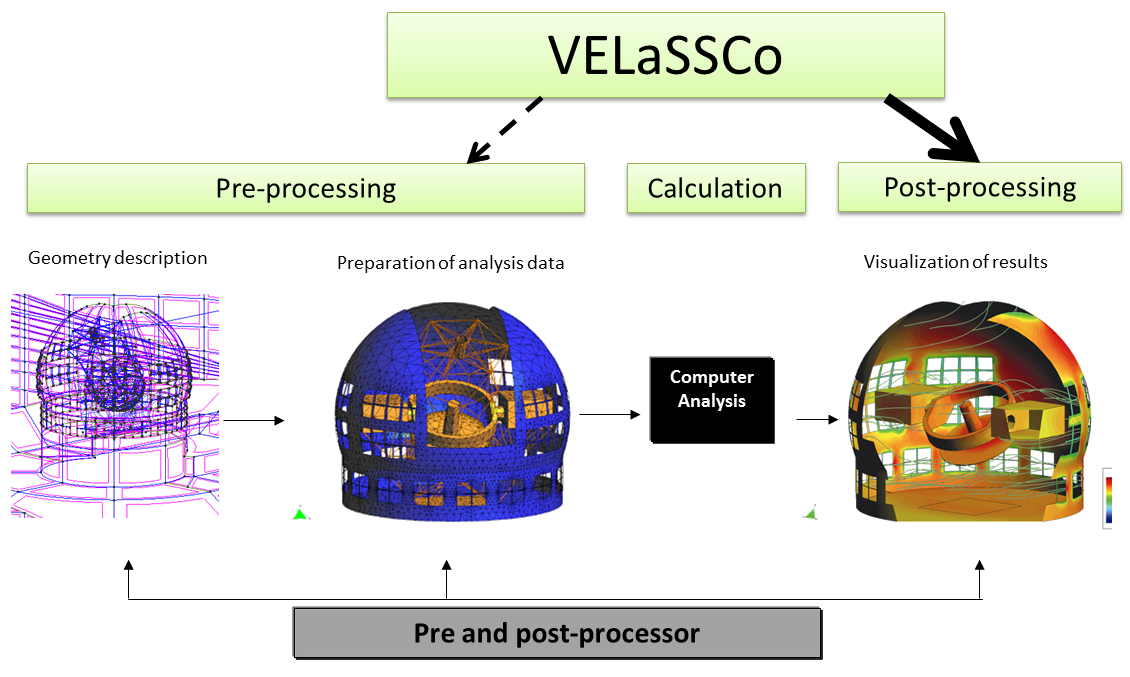 VELaSSCo
Pre-processing
Calculation
Post-processing
Geometry description
Preparation of analysis data
Visualization of results
Computer
Analysis
Pre and post-processor